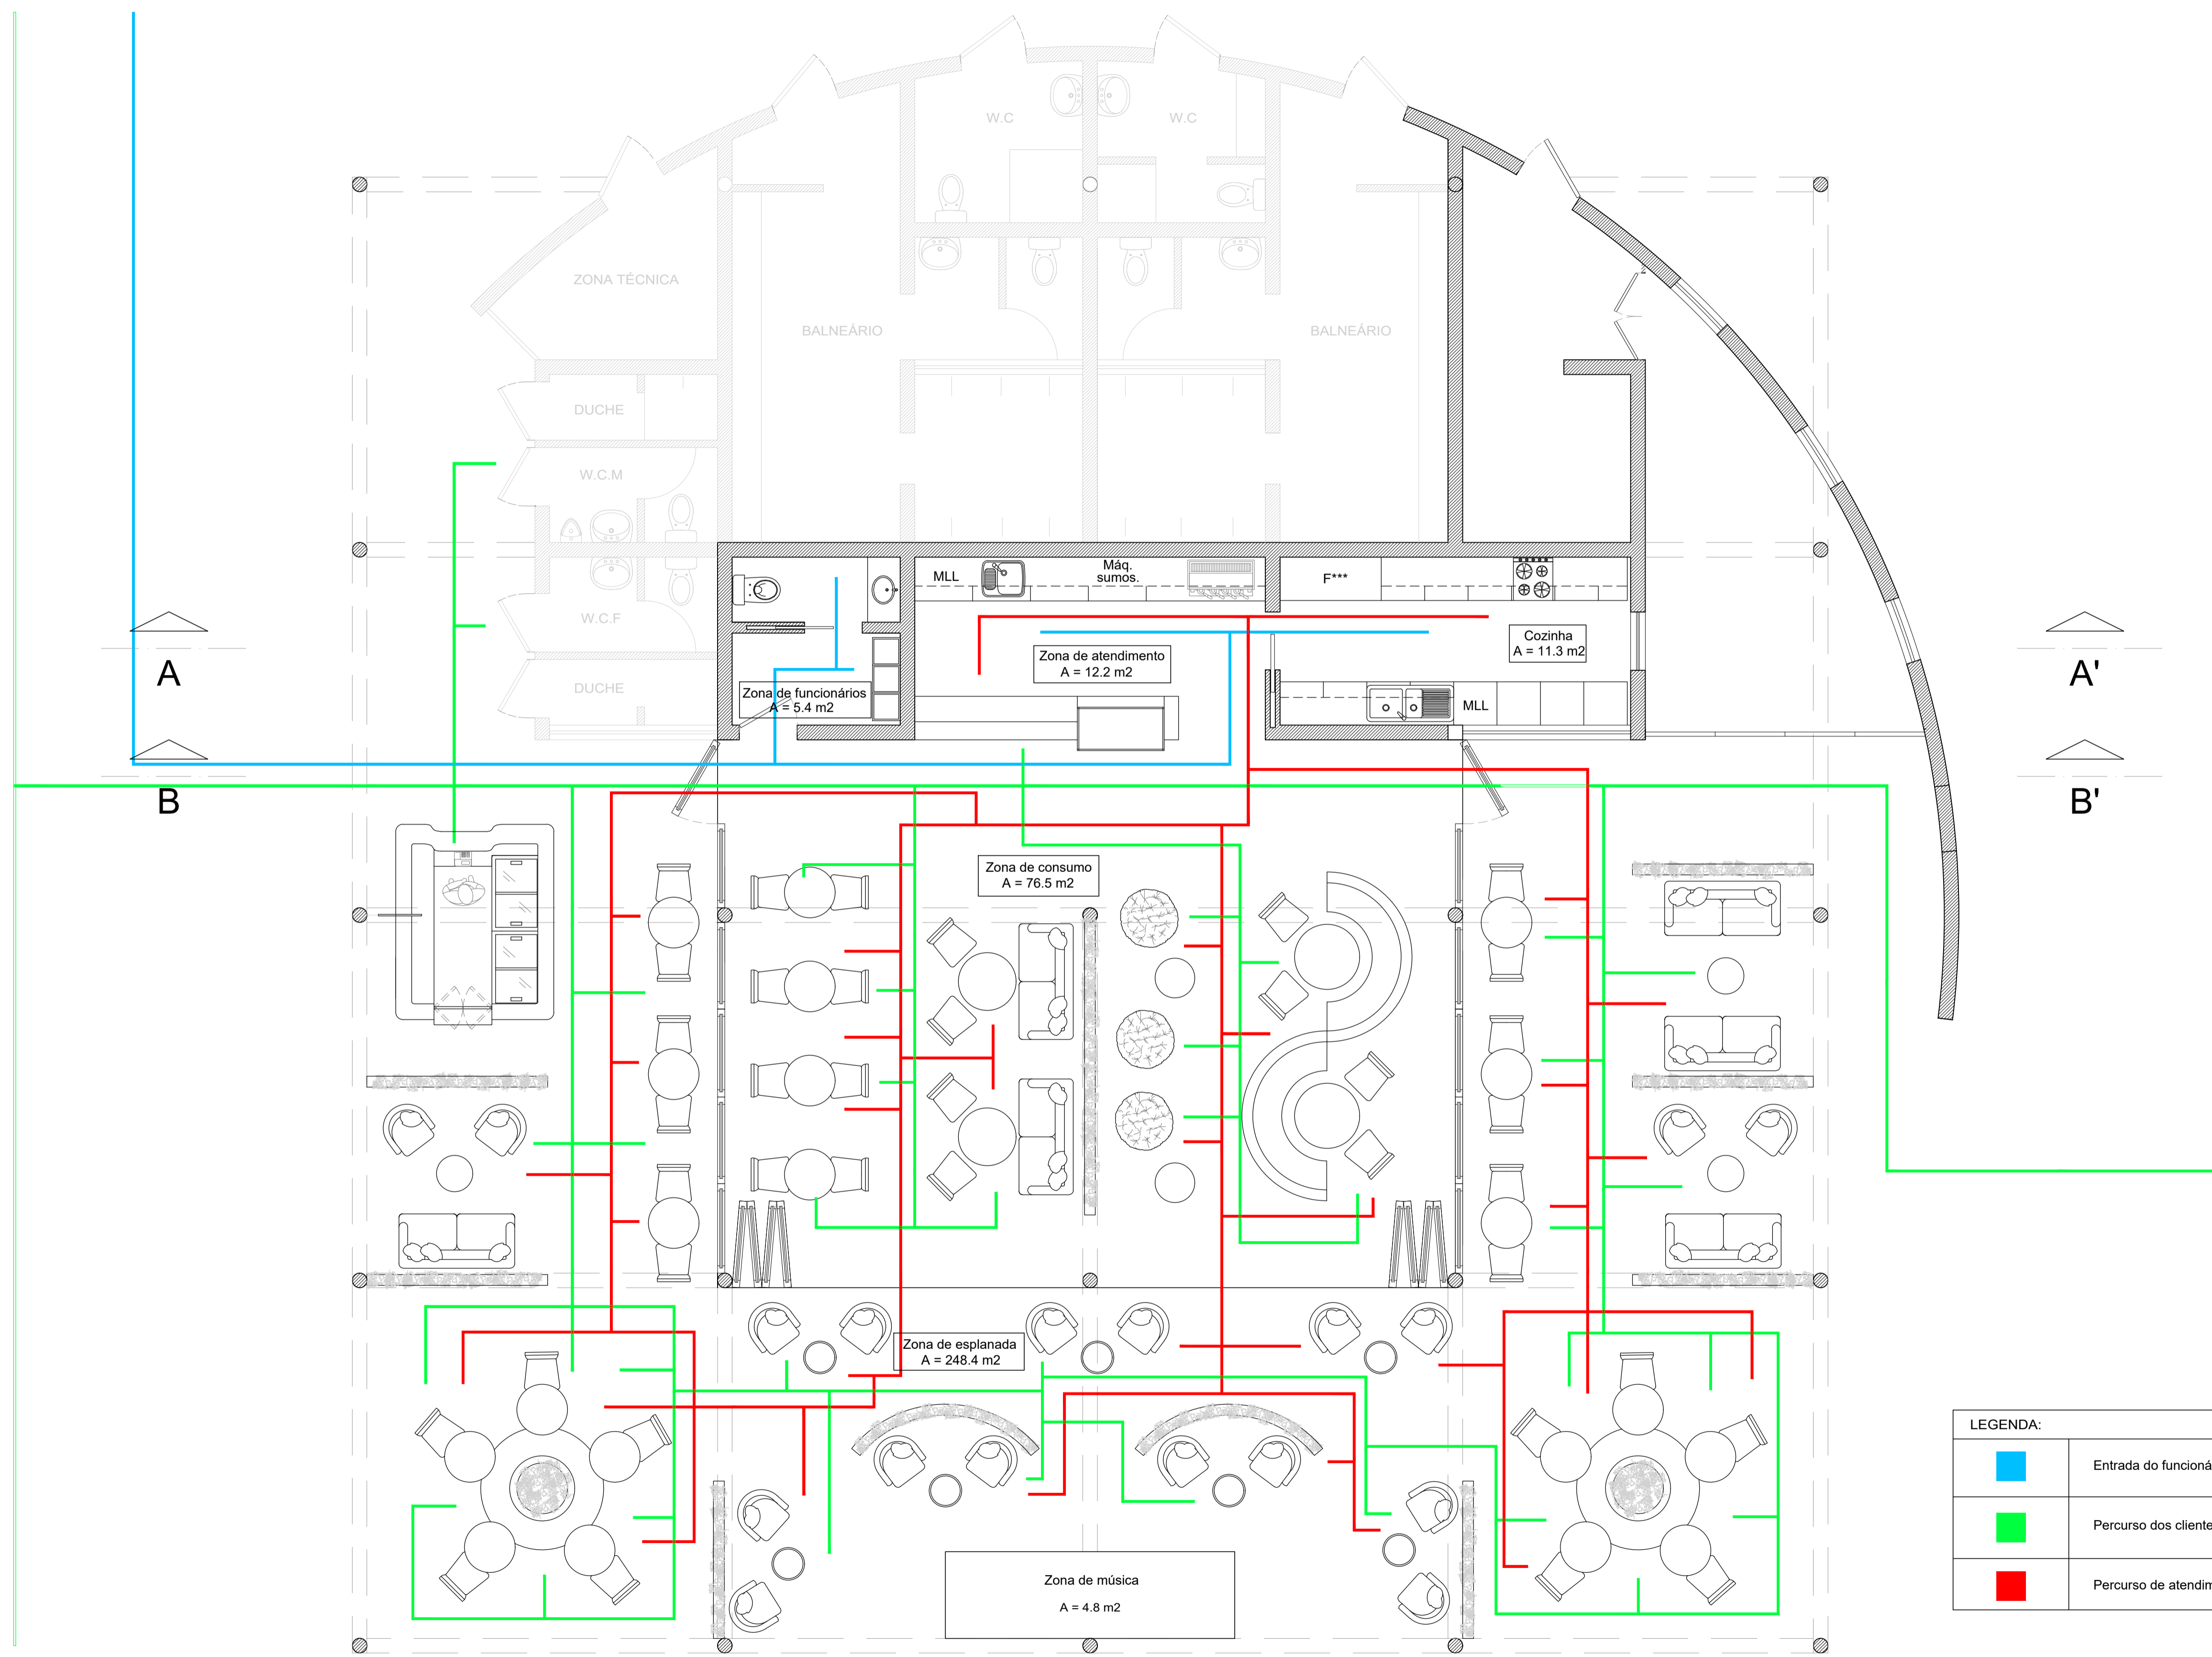 W.C
W.C
ZONA TÉCNICA
BALNEÁRIO
BALNEÁRIO
DUCHE
W.C.M
W.C.F
DUCHE
MLL
Máq.
sumos.
F***
Cozinha
A = 11.3 m2
Zona de atendimento
A = 12.2 m2
Zona de funcionários
A = 5.4 m2
MLL
A
A'
B
B'
Zona de consumo
A = 76.5 m2
Zona de esplanada
A = 248.4 m2
Zona de música
A = 4.8 m2
LEGENDA:
Entrada do funcioná
Percurso dos cliente
Percurso de atendim